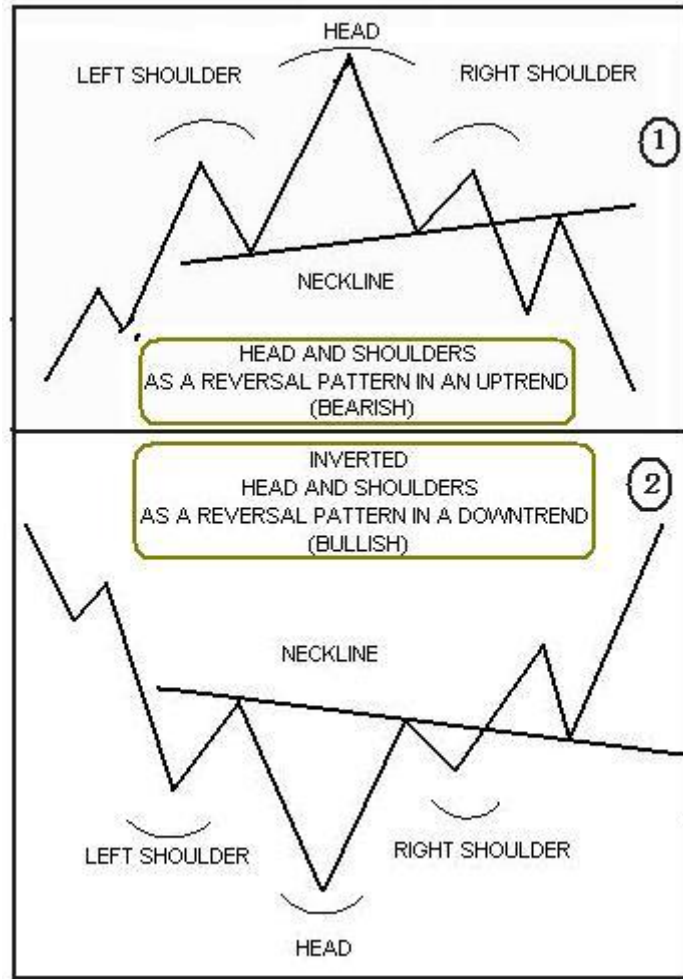 HEAD
LEFT SHOULDER
RIGHT SHOULDER
1
NECKLINE
HEAD AND SHOULDERS
AS A REVERSAL PATTERN IN AN UPTREND
(BEARISH)
INVERTED
HEAD AND SHOULDERS
AS A REVERSAL PATTERN IN A DOWNTREND
(BULLISH)
2
NECKLINE
LEFT SHOULDER
RIGHT SHOULDER
HEAD